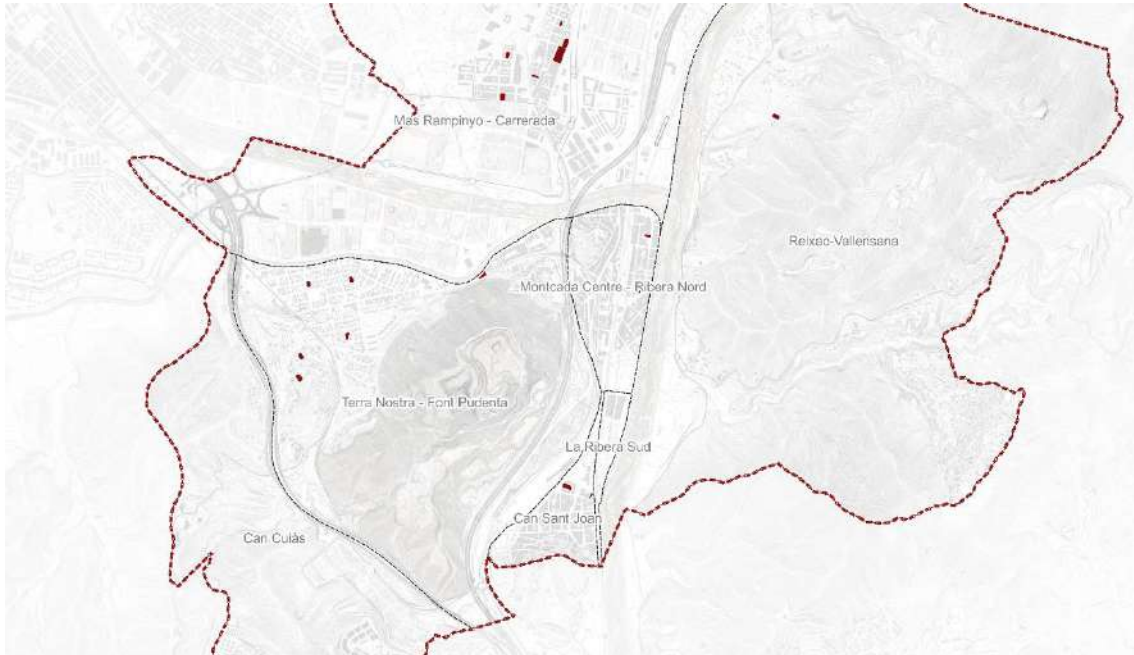 Mas Rampinyo - Carrerada
Reixac-Vallensana
Montcada Centre - Ribera Nord
Terra Nostra - Font Pudenta
La Ribera Sud
Can Sant Joan
Can Cuiàs